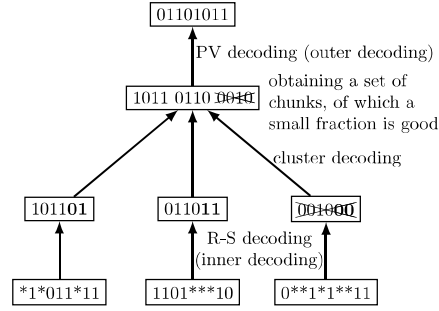 01101011
PV decoding (outer decoding)
1011 0110 0010
obtaining a set of
chunks, of which a
small fraction is good
cluster decoding
101101
011011
001000
R-S decoding
(inner decoding)
*1*011*11
1101***10
0**1*1**11